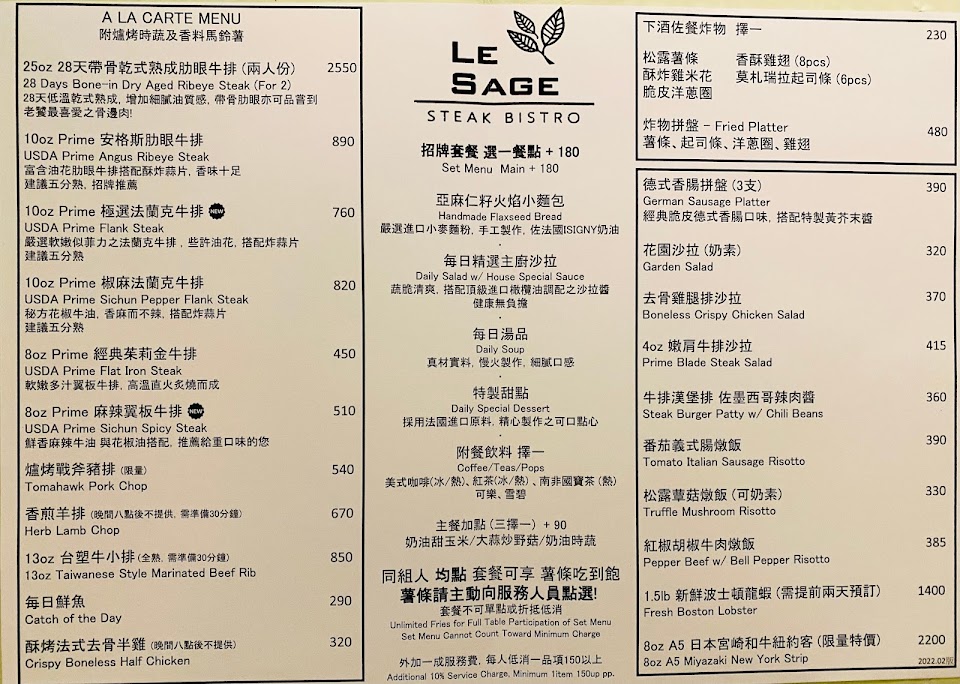 A LA CARTE MENU
附爐烤時蔬及香料馬鈴薯
25oz 28天帶骨乾式熟成肋眼牛排 (兩人份) 2550
28 Days Bone-in Dry Aged Ribeye Steak (For 2)
28天低溫乾式熟成, 增加細膩油質感, 帶骨肋眼亦可品嘗到
老饕最喜愛之骨邊肉!
10oz Prime 安格斯肋眼牛排 890
USDA Prime Angus Ribeye Steak
富含油花肋眼牛排搭配酥炸蒜片, 香味十足
建議五分熟, 招牌推薦
10oz Prime 極選法蘭克牛排 NEW 760
USDA Prime Flank Steak
嚴選軟嫩似菲力之法蘭克牛排 , 些許油花, 搭配炸蒜片
建議五分熟
10oz Prime 椒麻法蘭克牛排 820
USDA Prime Sichun Pepper Flank Steak
秘方花椒牛油, 香麻而不辣, 搭配炸蒜片
建議五分熟
8oz Prime 經典茱莉金牛排 450
USDA Prime Flat Iron Steak
軟嫩多汁翼板牛排, 高溫直火炙燒而成
8oz Prime 麻辣翼板牛排 NEW 510
USDA Prime Sichun Spicy Steak
鮮香麻辣牛油 與花椒油搭配, 推薦給重口味的您
爐烤戰斧豬排 (限量) 540
Tomahawk Pork Chop
香煎羊排 (晚間八點後不提供, 需準備30分鐘) 670
Herb Lamb Chop
13oz 台塑牛小排 (全熟, 需準備30分鐘) 850
13oz Taiwanese Style Marinated Beef Rib
每日鮮魚 290
Catch of the Day
酥烤法式去骨半雞 (晚間八點後不提供) 320
Crispy Boneless Half Chicken
LE
SAGE
STEAK BISTRO
招牌套餐 選一餐點 + 180
Set Menu Main + 180
亞麻仁籽火焰小麵包
Handmade Flaxseed Bread
嚴選進口小麥麵粉, 手工製作, 佐法國ISIGNY奶油
每日精選主廚沙拉
Daily Salad w/ House Special Sauce
蔬脆清爽, 搭配頂級進口橄欖油調配之沙拉醬
健康無負擔
每日湯品
Daily Soup
真材實料, 慢火製作, 細膩口感
特製甜點
Daily Special Dessert
採用法國進口原料, 精心製作之可口點心
附餐飲料 擇一
Coffee/Teas/Pops
美式咖啡(冰/熱)、紅茶(冰/熱) 、南非國寶茶 (熱)
可樂、雪碧
主餐加點 (三擇一) + 90
奶油甜玉米/大蒜炒野菇/奶油時蔬
同組人 均點 套餐可享 薯條吃到飽
薯條請主動向服務人員點選!
套餐不可單點或折抵低消
Unlimited Fries for Full Table Participation of Set Menu
Set Menu Cannot Count Toward Minimum Charge
外加一成服務費, 每人低消一品項150以上
Additional 10% Service Charge, Minimum 1item 150up pp.
下酒佐餐炸物 擇一 230
松露薯條 香酥雞翅 (8pcs)
酥炸雞米花 莫札瑞拉起司條 (6pcs)
脆皮洋蔥圈
炸物拼盤 – Fried Platter 480
薯條、起司條、洋蔥圈、雞翅
德式香腸拼盤 (3支) 390
German Sausage Platter
經典脆皮德式香腸口味, 搭配特製黃芥末醬
花園沙拉 (奶素) 320
Garden Salad
去骨雞腿排沙拉 370
Boneless Crispy Chicken Salad
4oz 嫩肩牛排沙拉 415
Prime Blade Steak Salad
牛排漢堡排 佐墨西哥辣肉醬 360
Steak Burger Patty w/ Chili Beans
番茄義式腸燉飯 390
Tomato Italian Sausage Risotto
松露蕈菇燉飯 (可奶素) 330
Truffle Mushroom Risotto
紅椒胡椒牛肉燉飯 385
Pepper Beef w/ Bell Pepper Risotto
1.5lb 新鮮波士頓龍蝦 (需提前兩天預訂) 1400
Fresh Boston Lobster
8oz A5 日本宮崎和牛紐約客 (限量特價) 2200
8oz A5 Miyazaki New York Strip
2022.02版